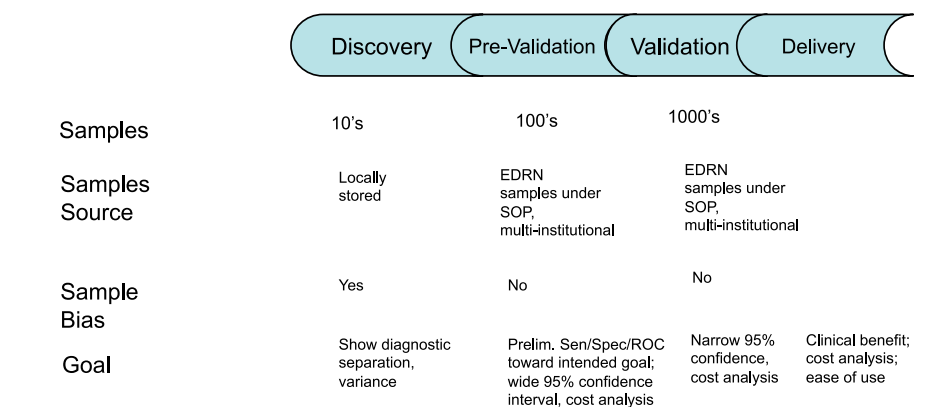 Discovery Pre-Validation Validation Delivery
Samples 10's 100's 1000's
Samples
Source
Locally
stored
EDRN
samples under
SOP,
multi-institutional
EDRN
samples under
SOP,
multi-institutional
Sample
Bias
Yes No No
Goal
Show diagnostic
separation,
variance
Prelim. Sen/Spec/ROC
toward intended goal;
wide 95% confidence
interval, cost analysis
Narrow 95%
confidence,
cost analysis
Clinical benefit;
cost analysis;
ease of use